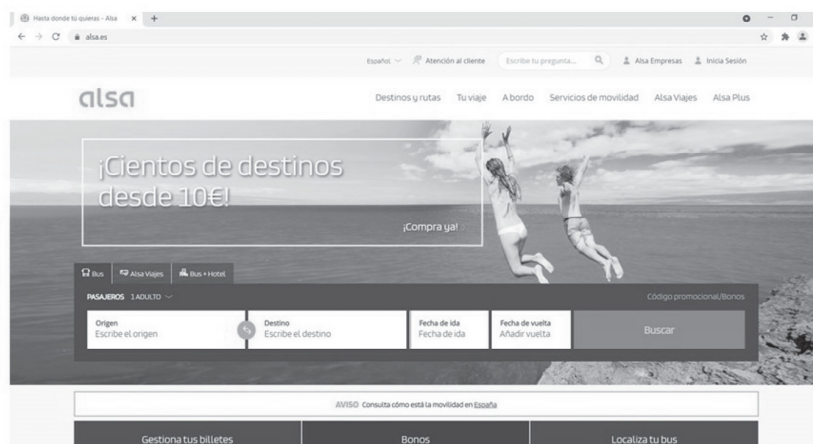 Hasta donde tú quieras - Alsa
alsa.es
Español Atención al cliente Escribe tu pregunta... Alsa Empresas Inicia Sesión
alsa Destinos y rutas Tu viaje A bordo Servicios de movilidad Alsa Viajes Alsa Plus
¡Cientos de destinos
desde 10€!
¡Compra ya!
Bus Alsa Viajes Bus + Hotel
PASAJEROS 1 ADULTO Código promocional/Bonos
Origen Destino Fecha de ida Fecha de vuelta
Escribe el origen Escribe el destino Fecha de ida Añadir vuelta Buscar
AVISO Consulta cómo está la movilidad en España
Gestiona tus billetes Bonos Localiza tu bus